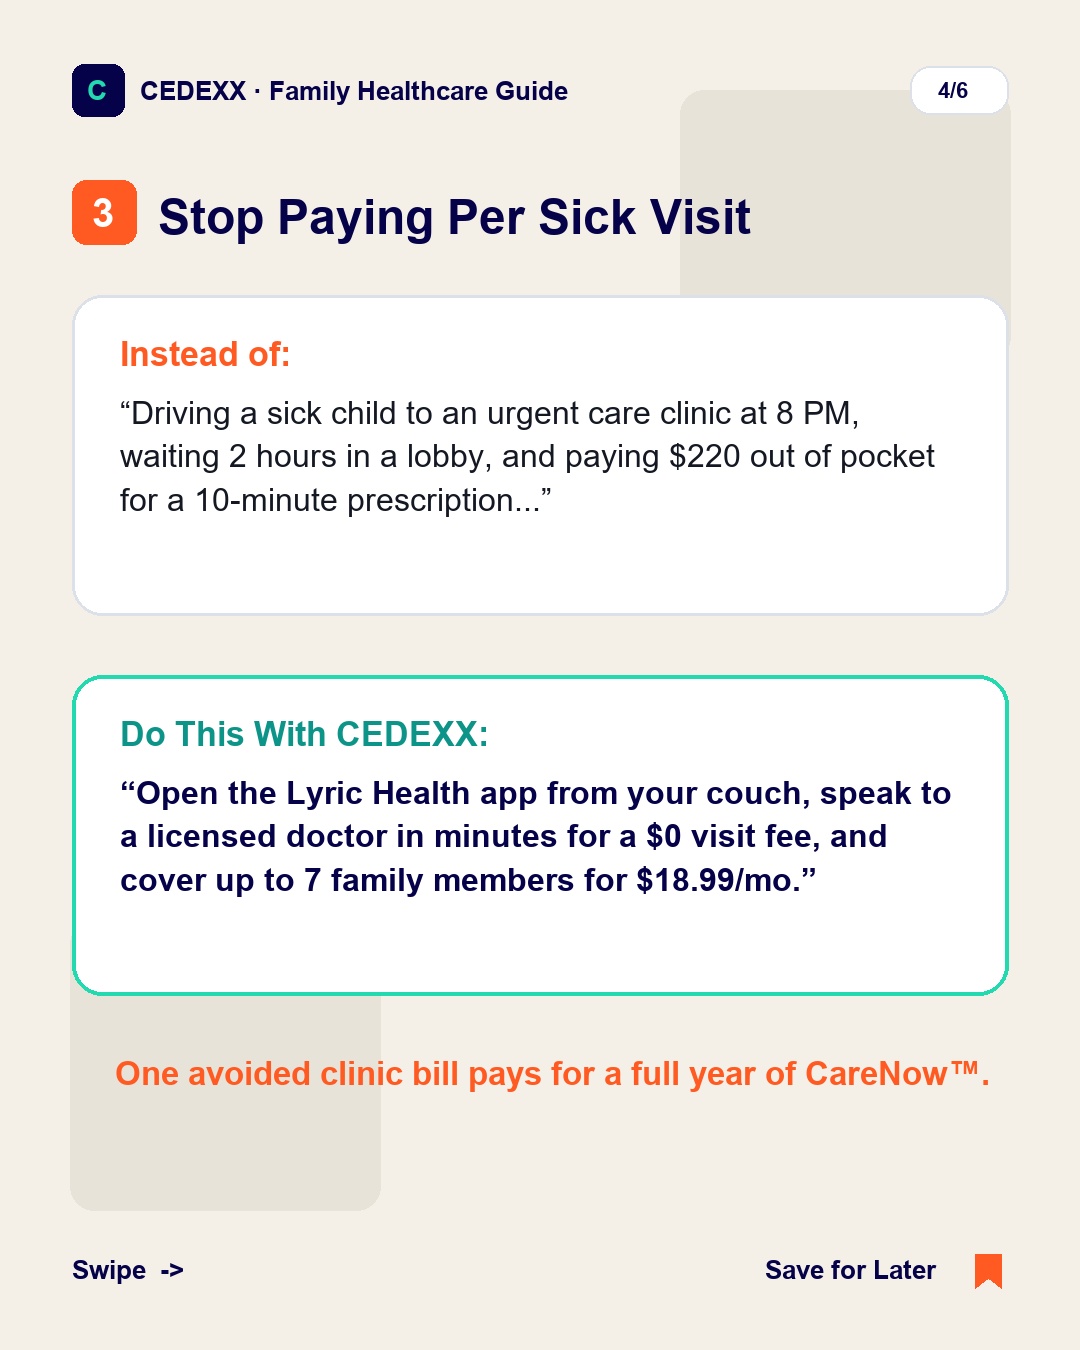 C CEDEXX · Family Healthcare Guide
4/6
3 Stop Paying Per Sick Visit
Instead of:
“Driving a sick child to an urgent care clinic at 8 PM,
waiting 2 hours in a lobby, and paying $220 out of pocket
for a 10-minute prescription...”
Do This With CEDEXX:
“Open the Lyric Health app from your couch, speak to
a licensed doctor in minutes for a $0 visit fee, and
cover up to 7 family members for $18.99/mo.”
One avoided clinic bill pays for a full year of CareNow™.
Swipe ->
Save for Later